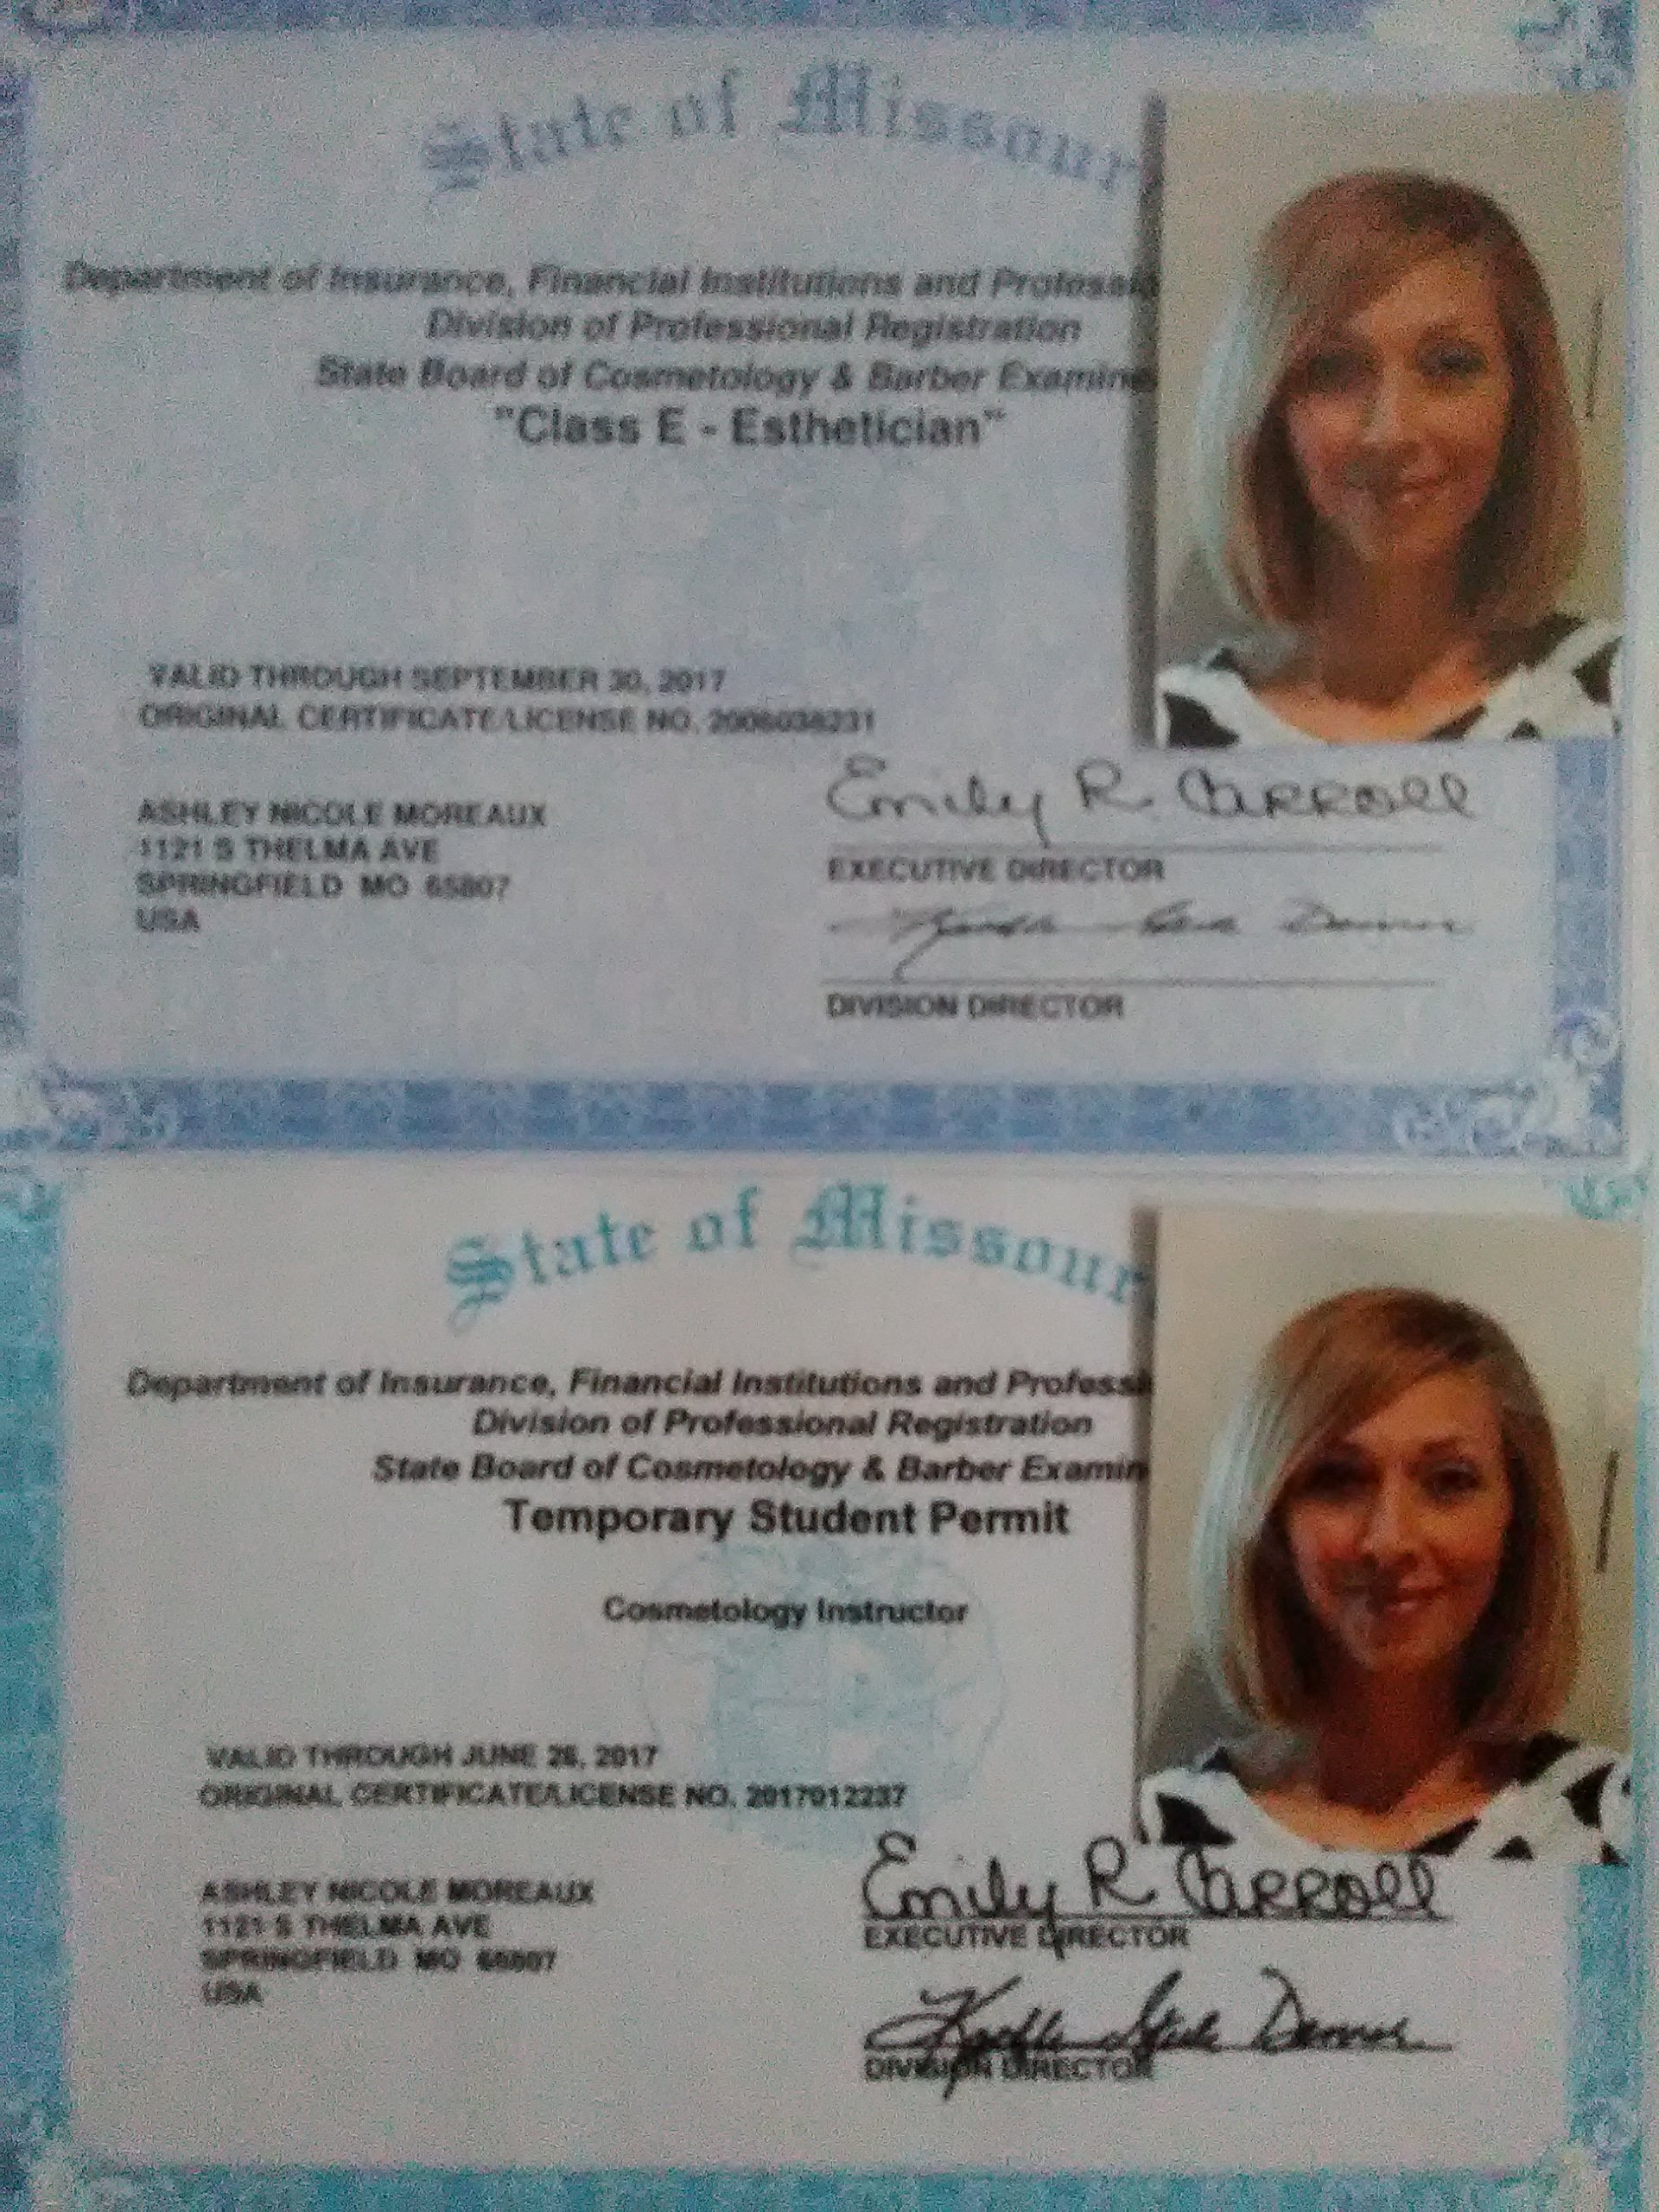 State of Missour
Department of Insurance, Financial Institutions and Professi
Division of Professional Registration
State Board of Cosmetology & Barber Examine
"Class E - Esthetician"
VALID THROUGH SEPTEMBER 30, 2017
ORIGINAL CERTIFICATE/LICENSE NO. 2006038231
ASHLEY NICOLE MOREAUX
1121 S THELMA AVE
SPRINGFIELD MO 65807
USA
Emily R. Carroll
EXECUTIVE DIRECTOR
DIVISION DIRECTOR
State of Missour
Department of Insurance, Financial Institutions and Professi
Division of Professional Registration
State Board of Cosmetology & Barber Examin
Temporary Student Permit
Cosmetology Instructor
VALID THROUGH JUNE 26, 2017
ORIGINAL CERTIFICATE/LICENSE NO. 2017012237
ASHLEY NICOLE MOREAUX
1121 S THELMA AVE
SPRINGFIELD MO 65807
USA
Emily R. Carroll
EXECUTIVE DIRECTOR
DIVISION DIRECTOR